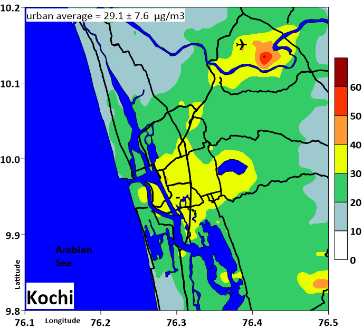 10.2
urban average = 29.1 ± 7.6 µg/m3
10.1
10.0
9.9
9.8
Arabian
Sea
Kochi
Latitude
76.1 Longitude 76.2 76.3 76.4 76.5
60
50
40
30
20
10
0